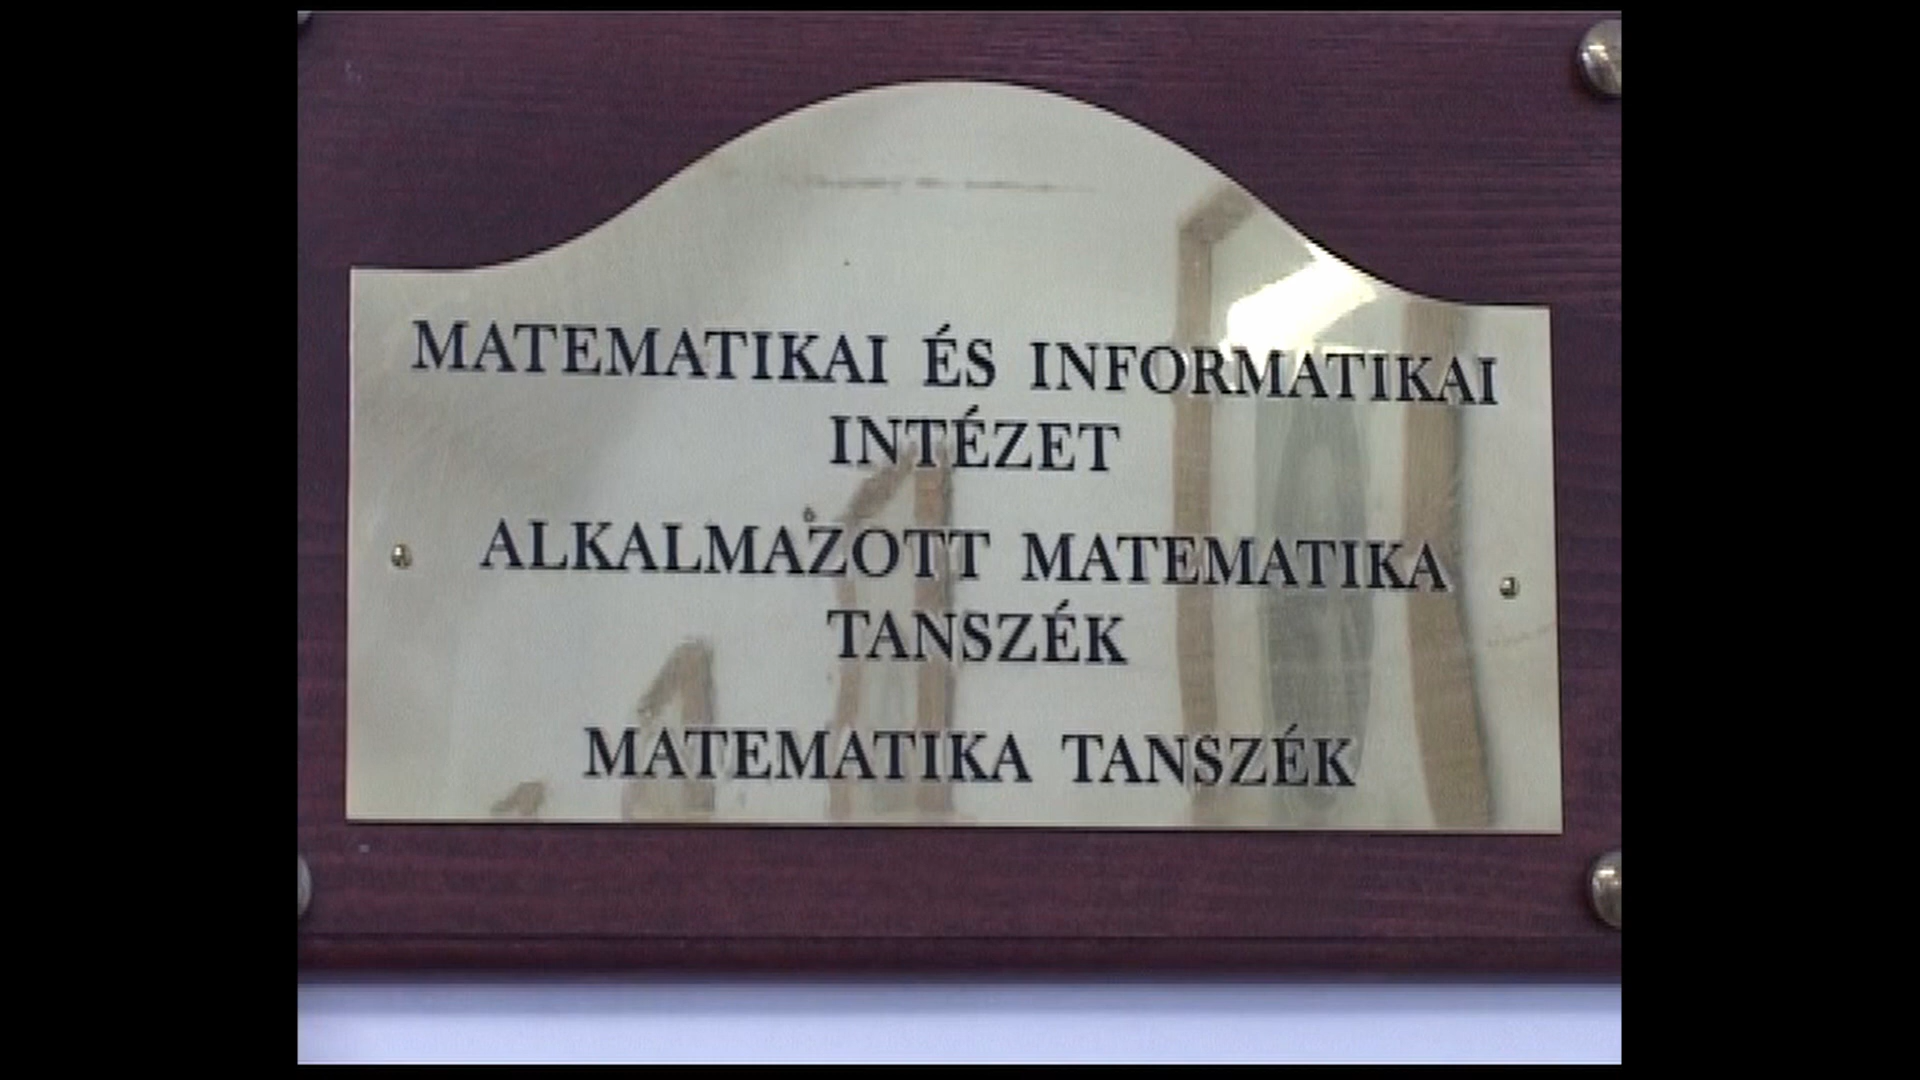 MATEMATIKAI ÉS INFORMATIKAI
INTÉZET
ALKALMAZOTT MATEMATIKA
TANSZÉK
MATEMATIKA TANSZÉK